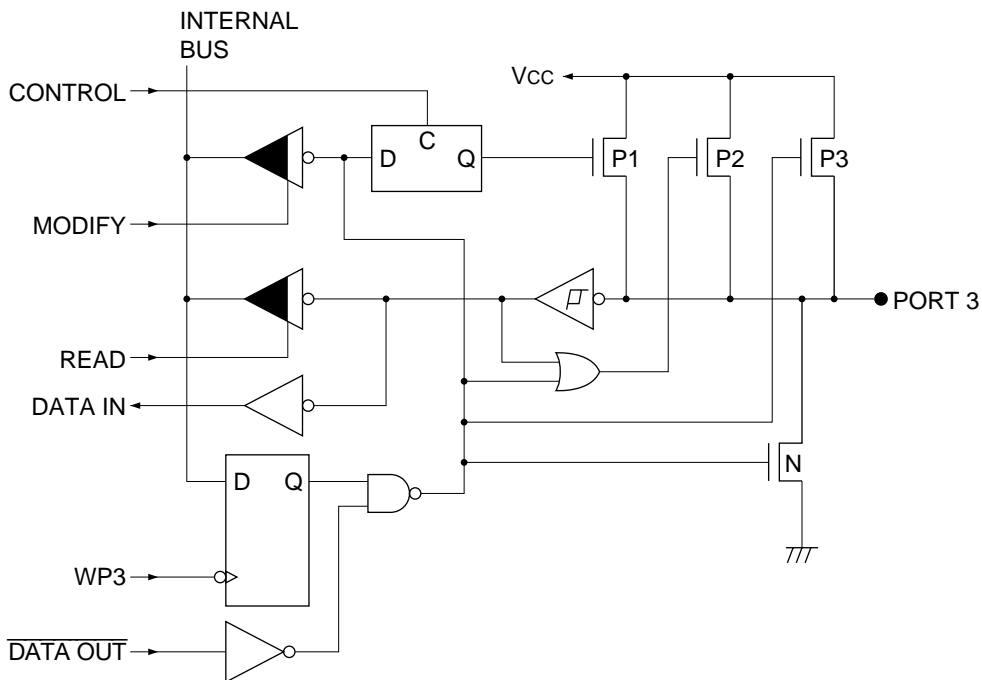 INTERNAL
BUS
CONTROL
VCC
C
D
Q
P1
P2
P3
MODIFY
PORT 3
READ
DATA IN
D
Q
N
WP3
DATA OUT